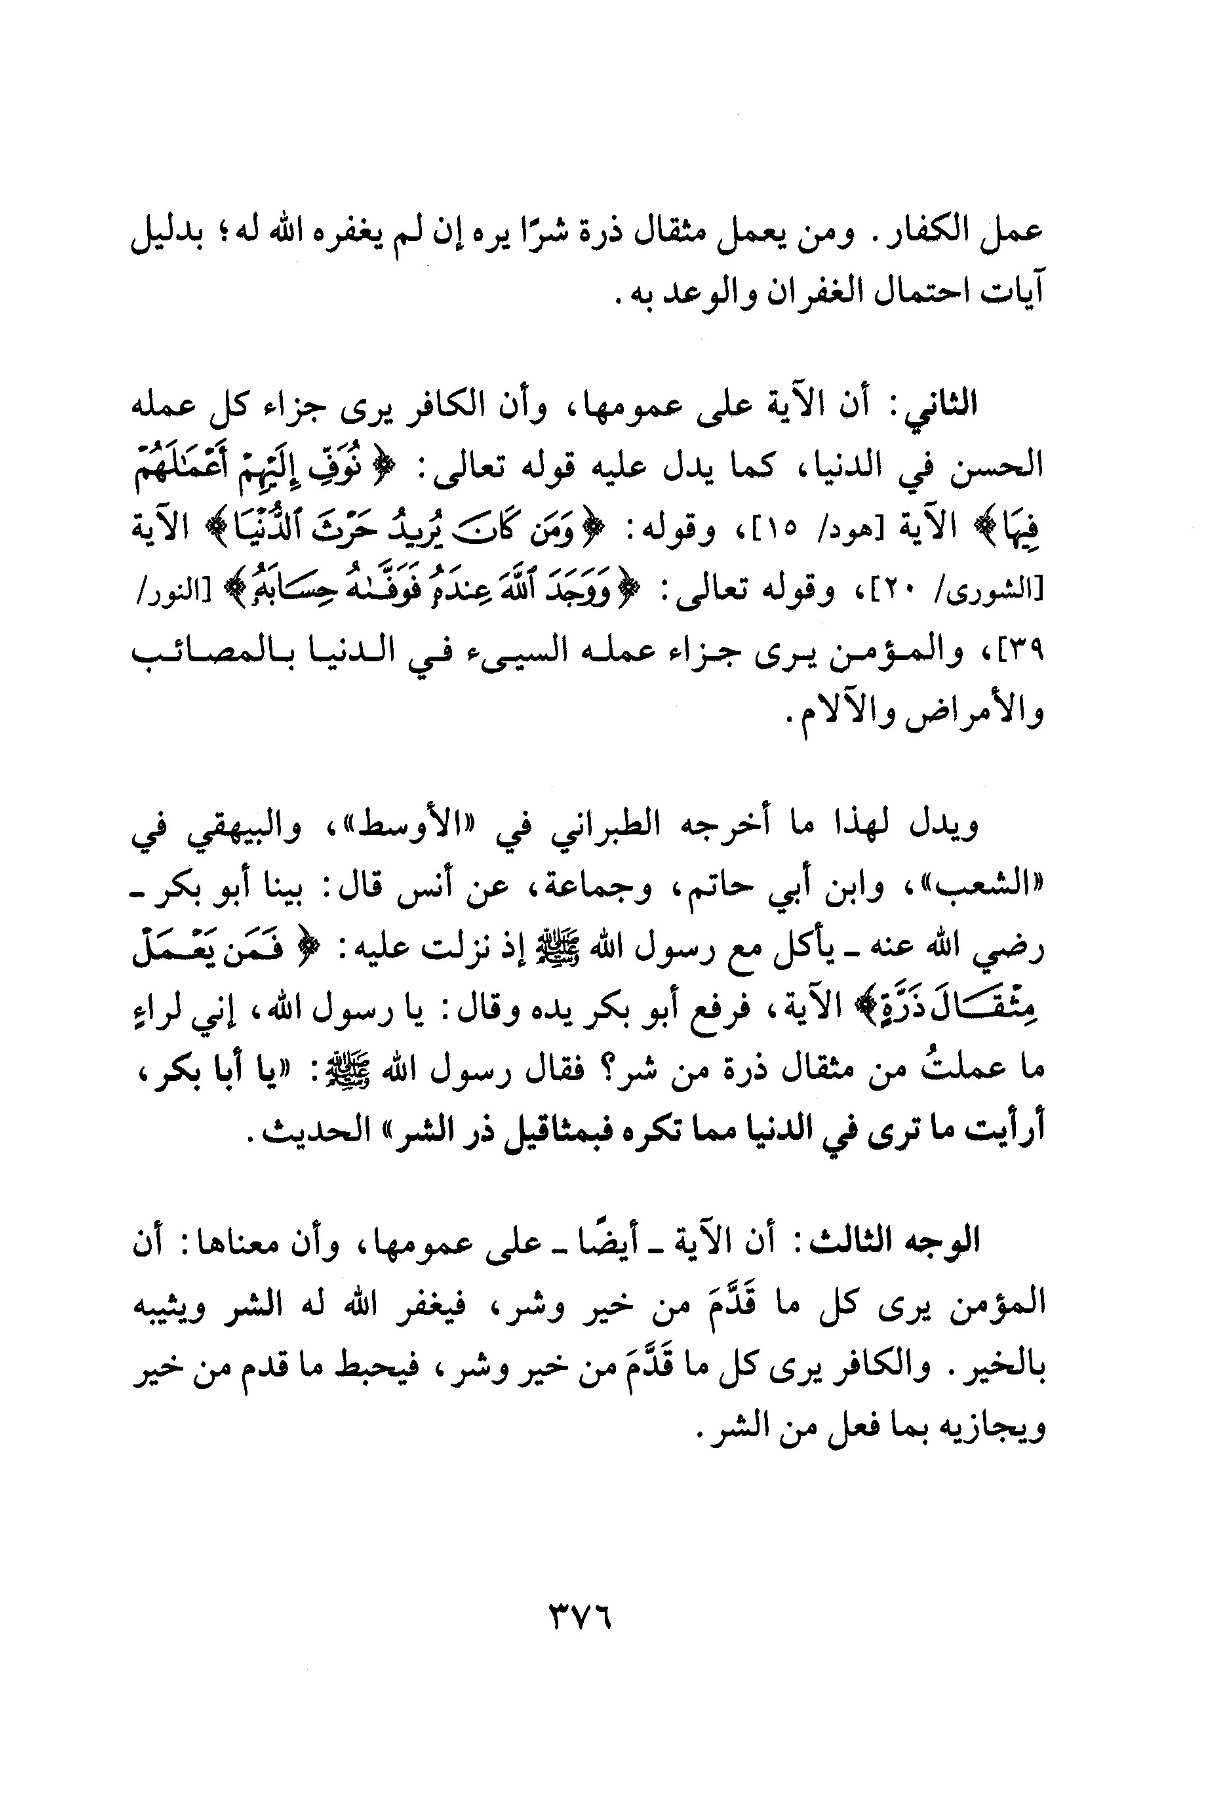 عمل الكفار. ومن يعمل مثقال ذرة شرًا يره إن لم يغفره الله له؛ بدليل
آيات احتمال الغفران والوعد به.
الثاني: أن الآية على عمومها، وأن الكافر يرى جزاء كل عمله
الحسن في الدنيا، كما يدل عليه قوله تعالى: ﴿نُوَفِّ إِلَيْهِمْ أَعْمَٰلَهُمْ
فِيهَا﴾ الآية [هود/ ١٥]، وقوله: ﴿وَمَن كَانَ يُرِيدُ حَرْثَ ٱلدُّنْيَا﴾ الآية
[الشورى/ ٢٠]، وقوله تعالى: ﴿وَوَجَدَ ٱللَّهَ عِندَهُۥ فَوَفَّىٰهُ حِسَابَهُۥ﴾ [النور/
٣٩]، والمؤمن يرى جزاء عمله السيىء في الدنيا بالمصائب
والأمراض والآلام.
ويدل لهذا ما أخرجه الطبراني في «الأوسط»، والبيهقي في
«الشعب»، وابن أبي حاتم، وجماعة، عن أنس قال: بينا أبو بكر ـ
رضي الله عنه ـ يأكل مع رسول الله ﷺ إذ نزلت عليه: ﴿فَمَن يَعْمَلْ
مِثْقَالَ ذَرَّةٍ﴾ الآية، فرفع أبو بكر يده وقال: يا رسول الله، إني لراءٍ
ما عملتُ من مثقال ذرة من شر؟ فقال رسول الله ﷺ: «يا أبا بكر،
أرأيت ما ترى في الدنيا مما تكره فبمثاقيل ذر الشر» الحديث.
الوجه الثالث: أن الآية ـ أيضًا ـ على عمومها، وأن معناها: أن
المؤمن يرى كل ما قَدَّمَ من خير وشر، فيغفر الله له الشر ويثيبه
بالخير. والكافر يرى كل ما قَدَّمَ من خير وشر، فيحبط ما قدم من خير
ويجازيه بما فعل من الشر.
٣٧٦